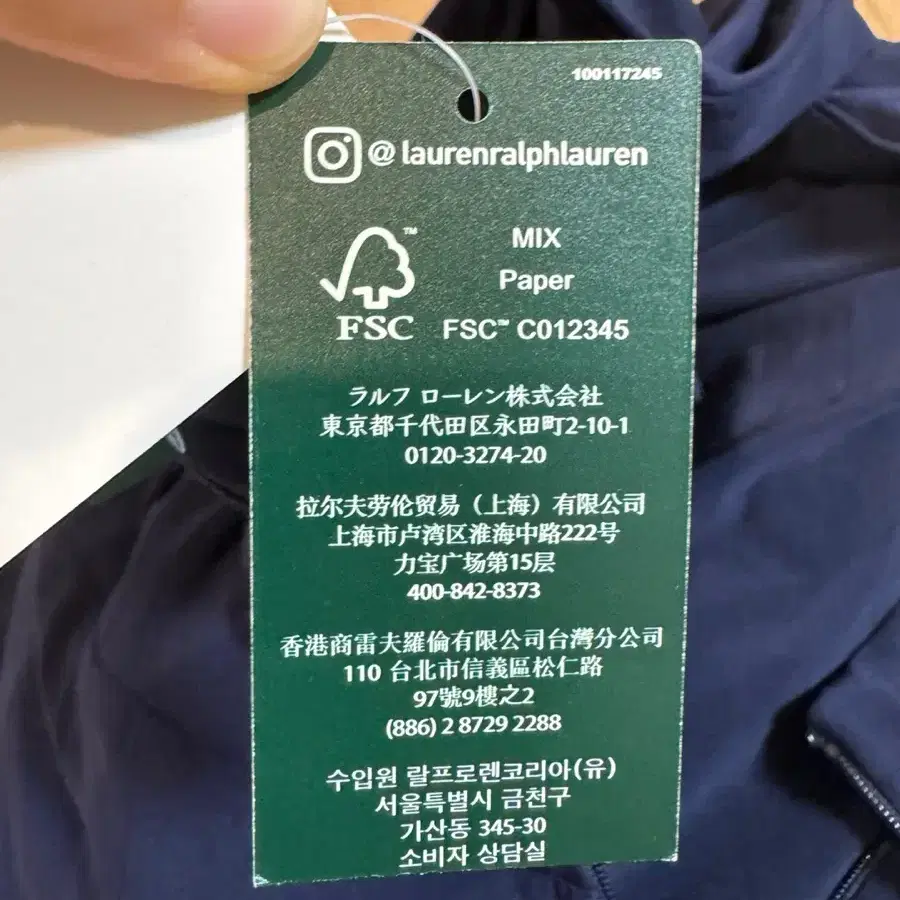 100117245
@laurenralphlauren
MIX
Paper
FSC™ C012345
™
FSC
ラルフ ローレン株式会社
東京都千代田区永田町2-10-1
0120-3274-20
拉尔夫劳伦贸易（上海）有限公司
上海市卢湾区淮海中路222号
力宝广场第15层
400-842-8373
香港商雷夫羅倫有限公司台灣分公司
110 台北市信義區松仁路
97號9樓之2
(886) 2 8729 2288
수입원 랄프로렌코리아(유)
서울특별시 금천구
가산동 345-30
소비자 상담실